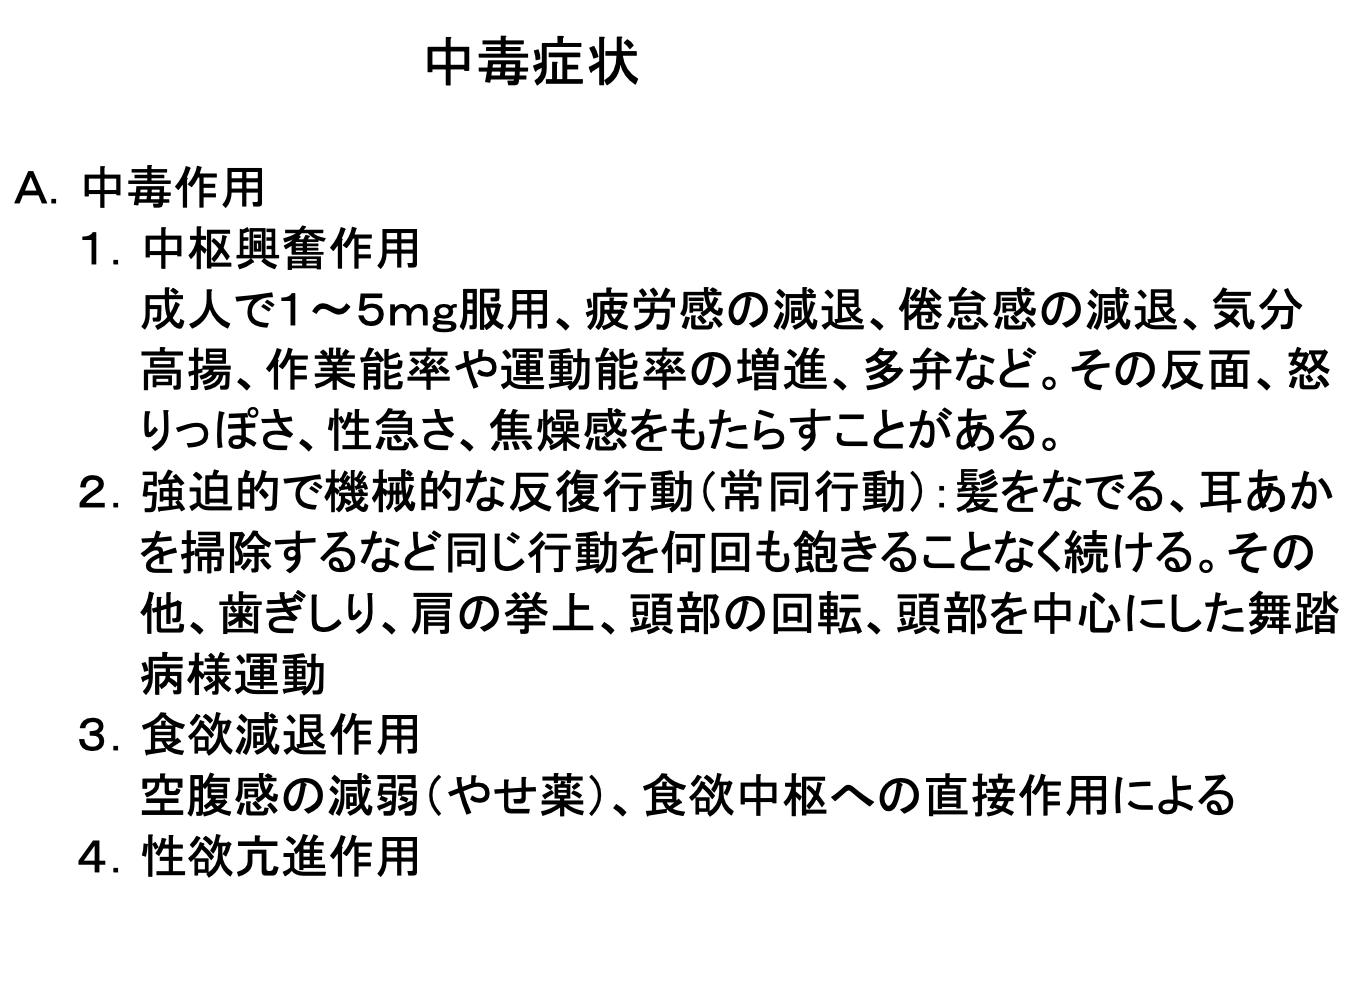 中毒症状
A. 中毒作用
1. 中枢興奮作用
成人で1～5mg服用、疲労感の減退、倦怠感の減退、気分
高揚、作業能率や運動能率の増進、多弁など。その反面、怒
りっぽさ、性急さ、焦燥感をもたらすことがある。
2. 強迫的で機械的な反復行動（常同行動）：髪をなでる、耳あか
を掃除するなど同じ行動を何回も飽きることなく続ける。その
他、歯ぎしり、肩の挙上、頭部の回転、頭部を中心にした舞踏
病様運動
3. 食欲減退作用
空腹感の減弱（やせ薬）、食欲中枢への直接作用による
4. 性欲亢進作用